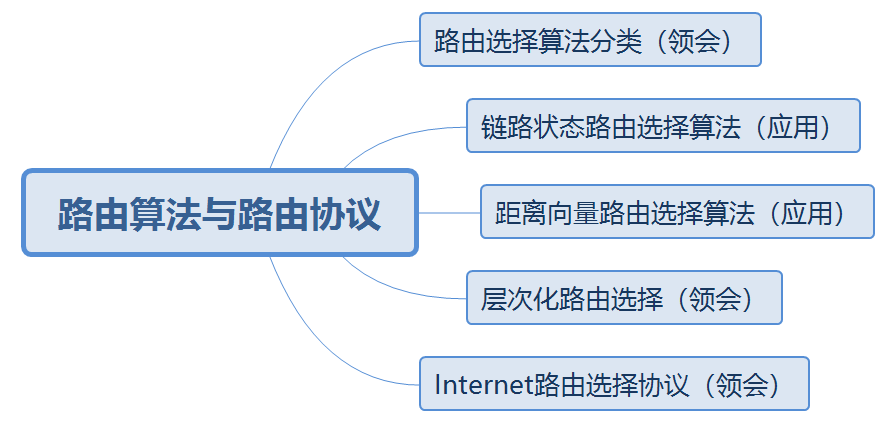 路由选择算法分类（领会）
链路状态路由选择算法（应用）
路由算法与路由协议
距离向量路由选择算法（应用）
层次化路由选择（领会）
Internet路由选择协议（领会）